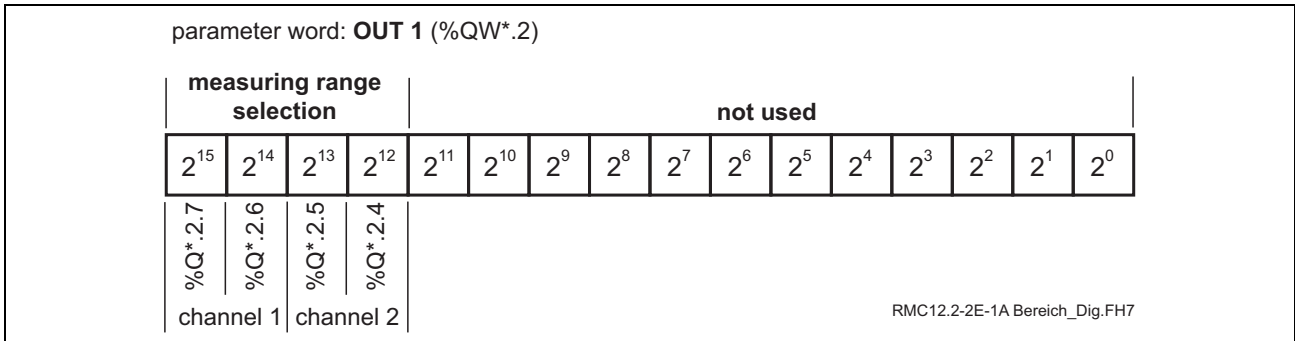 parameter word: OUT 1 (%QW*.2)
measuring range
selection
not used
2^15 2^14 2^13 2^12 2^11 2^10 2^9 2^8 2^7 2^6 2^5 2^4 2^3 2^2 2^1 2^0
%Q*.2.7 %Q*.2.6 %Q*.2.5 %Q*.2.4
channel 1 channel 2
RMC12.2-2E-1A Bereich_Dig.FH7